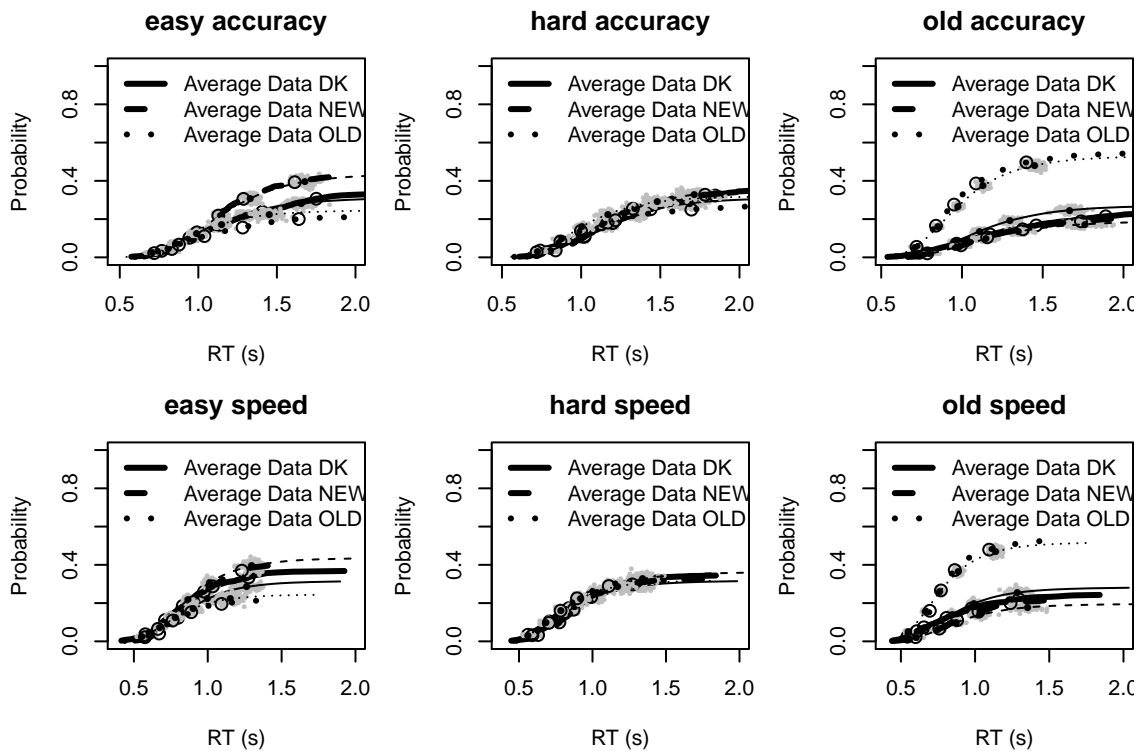 easy accuracy
Probability
0.0 0.4 0.8
Average Data DK
Average Data NEW
Average Data OLD
0.5 1.0 1.5 2.0
RT (s)
hard accuracy
Probability
0.0 0.4 0.8
Average Data DK
Average Data NEW
Average Data OLD
0.5 1.0 1.5 2.0
RT (s)
old accuracy
Probability
0.0 0.4 0.8
Average Data DK
Average Data NEW
Average Data OLD
0.5 1.0 1.5 2.0
RT (s)
easy speed
Probability
0.0 0.4 0.8
Average Data DK
Average Data NEW
Average Data OLD
0.5 1.0 1.5 2.0
RT (s)
hard speed
Probability
0.0 0.4 0.8
Average Data DK
Average Data NEW
Average Data OLD
0.5 1.0 1.5 2.0
RT (s)
old speed
Probability
0.0 0.4 0.8
Average Data DK
Average Data NEW
Average Data OLD
0.5 1.0 1.5 2.0
RT (s)